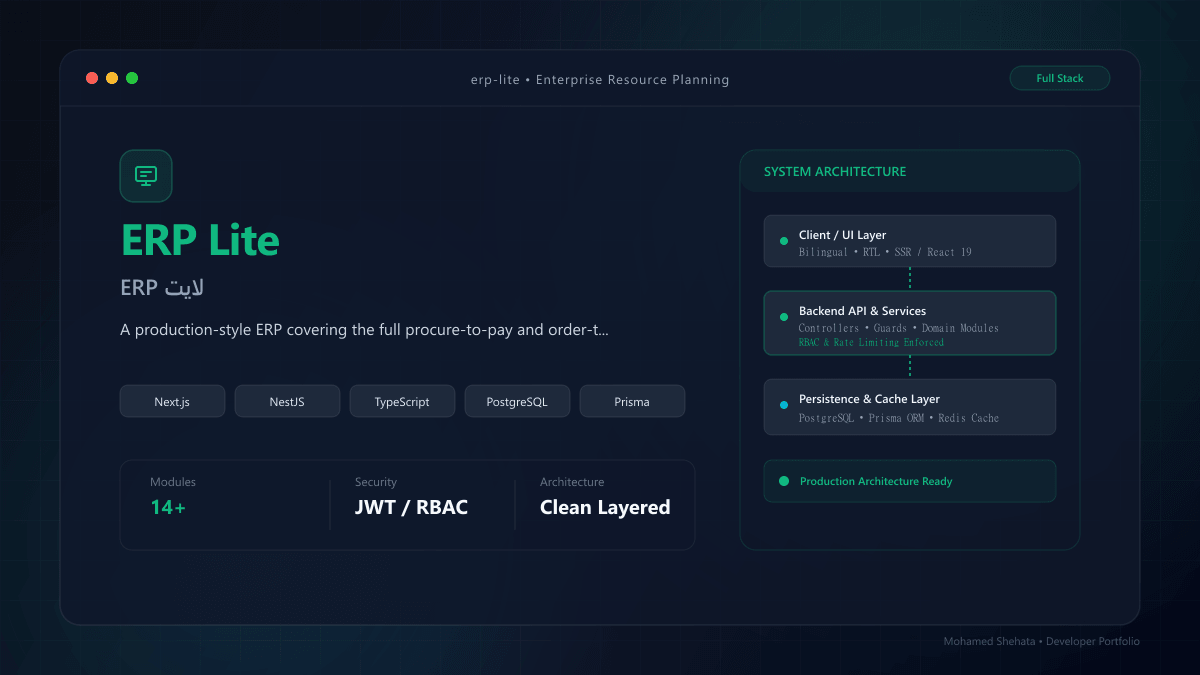 erp-lite • Enterprise Resource Planning
Full Stack
ERP Lite
ERP لايت
A production-style ERP covering the full procure-to-pay and order-t...
Next.js
NestJS
TypeScript
PostgreSQL
Prisma
Modules
14+
Security
JWT / RBAC
Architecture
Clean Layered
SYSTEM ARCHITECTURE
Client / UI Layer
Bilingual • RTL • SSR / React 19
Backend API & Services
Controllers • Guards • Domain Modules
RBAC & Rate Limiting Enforced
Persistence & Cache Layer
PostgreSQL • Prisma ORM • Redis Cache
Production Architecture Ready
Mohamed Shehata • Developer Portfolio